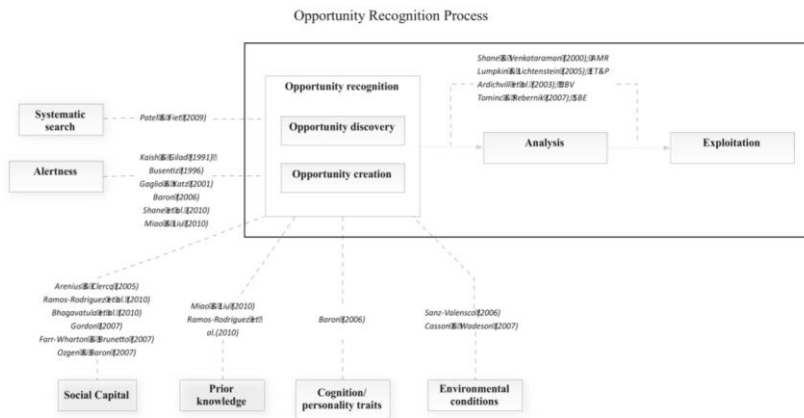 Opportunity Recognition Process
Shane & Venkataraman (2000); AMR
Lumpkin & Lichtenstein (2005); ET&P
Ardichvili et al. (2003); JBV
Tominc & Rebernik (2007); SBE
Opportunity recognition
Opportunity discovery
Opportunity creation
Analysis
Exploitation
Systematic
search
Patel & Fiet (2009)
Alertness
Kaish & Gilad (1991)
Busenitz (1996)
Gaglio & Katz (2001)
Baron (2006)
Shane et al. (2010)
Miao & Liu (2010)
Arenius & Clercq (2005)
Ramos-Rodriguez et al. (2010)
Bhagavatula et al. (2010)
Gordon (2007)
Farr-Wharton & Brunetto (2007)
Ozgen & Baron (2007)
Social Capital
Miao & Liu (2010)
Ramos-Rodriguez et
al.(2010)
Prior
knowledge
Baron (2006)
Cognition/
personality traits
Sanz-Valensco (2006)
Casson & Wadeson (2007)
Environmental
conditions